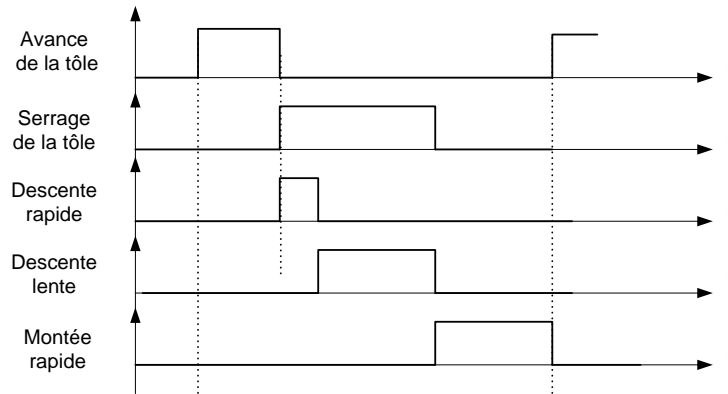 Avance
de la tôle
Serrage
de la tôle
Descente
rapide
Descente
lente
Montée
rapide